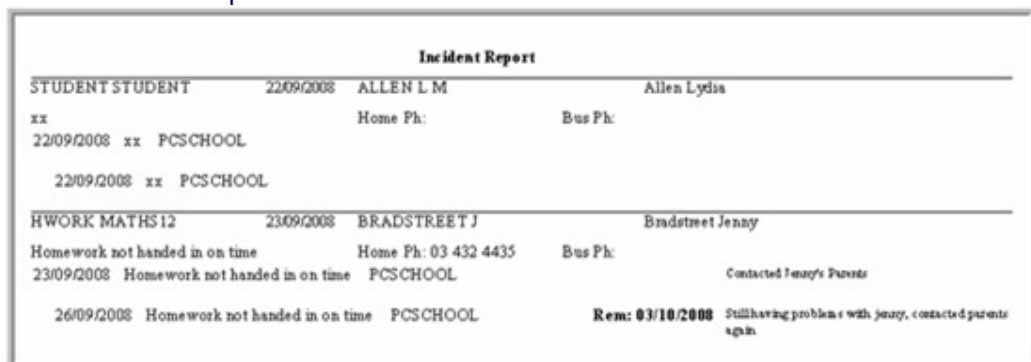 Incident Report
STUDENT STUDENT 22/09/2008 ALLEN L M Allen Lydia
xx Home Ph: Bus Ph:
22/09/2008 xx PCSCHOOL
22/09/2008 xx PCSCHOOL
HWORK MATHS12 23/09/2008 BRADSTREET J Bradstreet Jenny
Homework not handed in on time Home Ph: 03 432 4435 Bus Ph:
23/09/2008 Homework not handed in on time PCSCHOOL Contacted Jenny's Parents
26/09/2008 Homework not handed in on time PCSCHOOL Rem: 03/10/2008 Still having problems with jenny, contacted parents
again